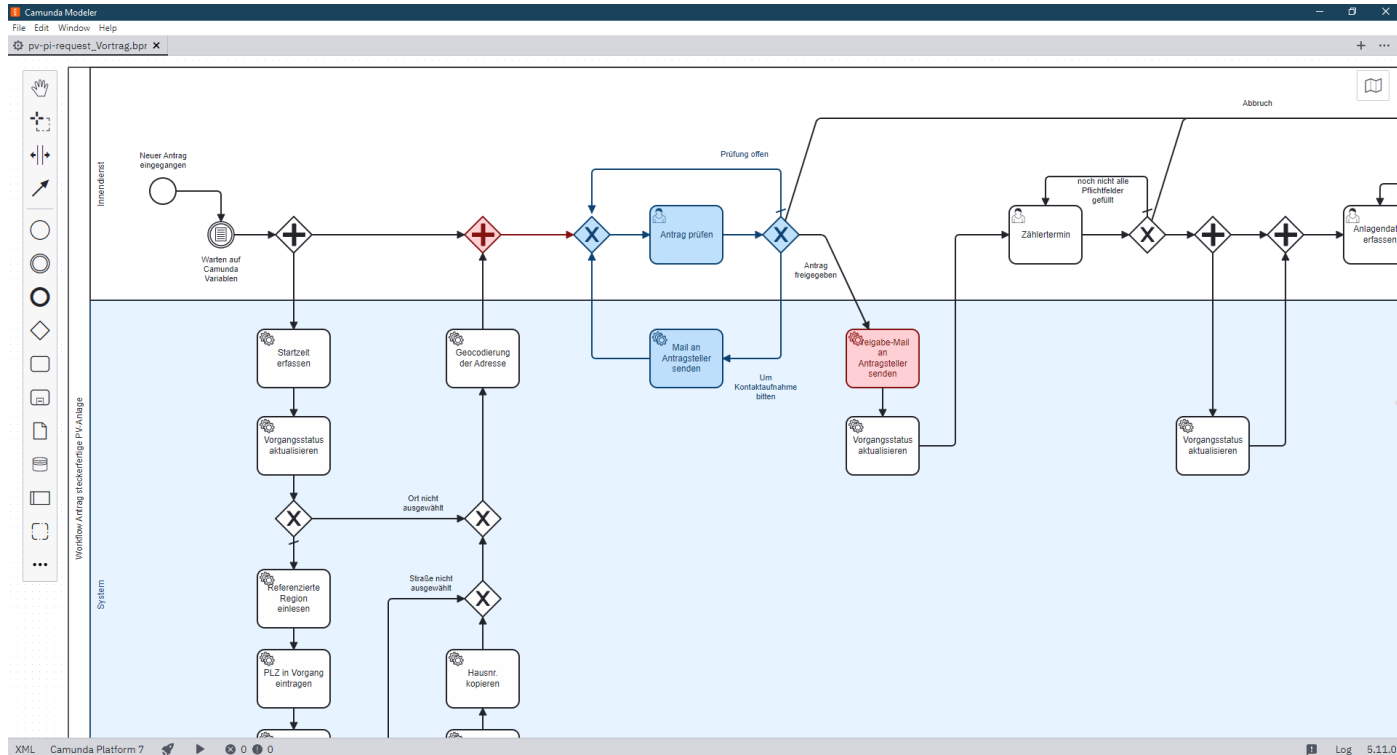 Camunda Modeler
File Edit Window Help
pv-pi-request_Vortrag.bpr
Abbruch
Neuer Antrag
eingegangen
Prüfung offen
noch nicht alle
Pflichtfelder
gefüllt
Innendienst
Antrag prüfen
Zählertermin
erfassen
Warten auf
Camunda
Variablen
Antrag
freigegeben
Startzeit
erfassen
Geocodierung
der Adresse
Mail an
Antragsteller
senden
an
Antragsteller
senden
Um
Kontaktaufnahme
bitten
Vorgangsstatus
aktualisieren
Vorgangsstatus
aktualisieren
Vorgangsstatus
aktualisieren
Workflow Antrag steckerfertige PV-Anlage
Ort nicht
ausgewählt
System
Straße nicht
ausgewählt
Referenzierte
Region
einlesen
PLZ in Vorgang
eintragen
Hausnr.
kopieren
XML Camunda Platform 7 0 0 Log 5.11.0